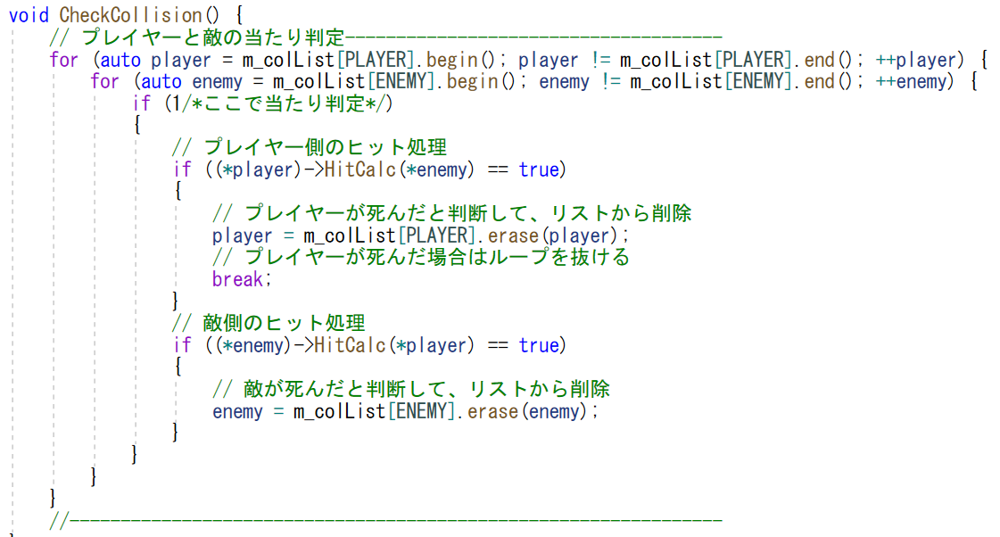 void CheckCollision() {
    // プレイヤーと敵の当たり判定-------------------------------------
    for (auto player = m_colList[PLAYER].begin(); player != m_colList[PLAYER].end(); ++player) {
        for (auto enemy = m_colList[ENEMY].begin(); enemy != m_colList[ENEMY].end(); ++enemy) {
            if (1/*ここで当たり判定*/)
            {
                // プレイヤー側のヒット処理
                if ((*player)->HitCalc(*enemy) == true)
                {
                    // プレイヤーが死んだと判断して、リストから削除
                    player = m_colList[PLAYER].erase(player);
                    // プレイヤーが死んだ場合はループを抜ける
                    break;
                }
                // 敵側のヒット処理
                if ((*enemy)->HitCalc(*player) == true)
                {
                    // 敵が死んだと判断して、リストから削除
                    enemy = m_colList[ENEMY].erase(enemy);
                }
            }
        }
    }
    //----------------------------------------------------------------